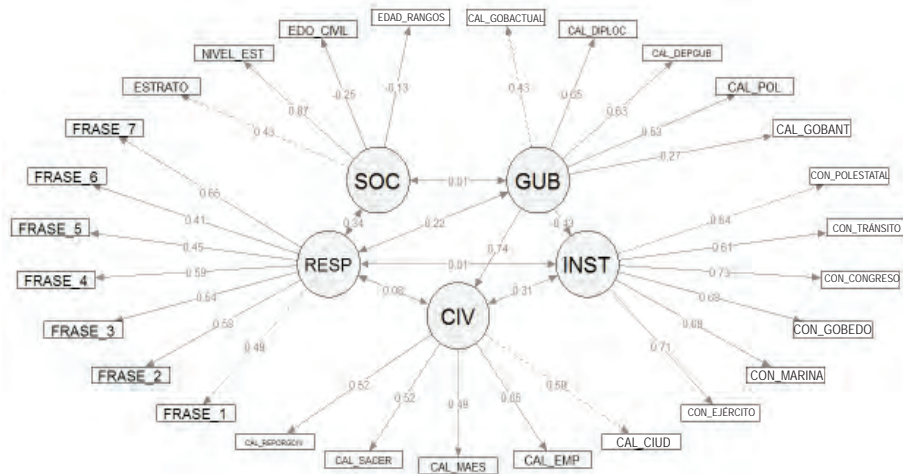 EDAD_RANGOS
CAL_GOBACTUAL
EDO_CIVIL
CAL_DIPLOC
NIVEL_EST
CAL_DEPGUB
ESTRATO
CAL_POL
FRASE_7
CAL_GOBANT
FRASE_6
CON_POLESTATAL
FRASE_5
CON_TRÁNSITO
FRASE_4
CON_CONGRESO
FRASE_3
CON_GOBEDO
FRASE_2
CON_MARINA
FRASE_1
CON_EJÉRCITO
CAL_SACER
CAL_MAES
CAL_EMP
CAL_CIUD
SOC
GUB
RESP
INST
CIV
0.43
0.87
-0.25
-0.13
0.43
0.65
0.63
0.53
0.27
0.01
0.34
0.22
0.74
0.01
0.08
0.31
0.65
0.41
0.45
0.59
0.64
0.58
0.49
0.64
0.61
0.73
0.68
0.69
0.71
0.52
0.52
0.49
0.65
0.59